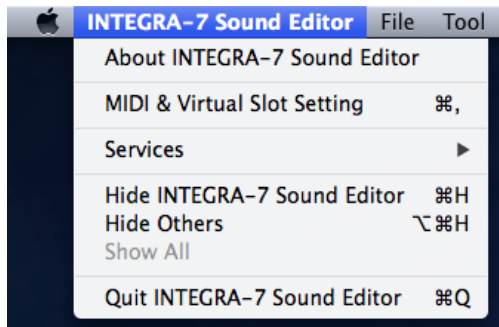 INTEGRA-7 Sound Editor File Tool
About INTEGRA-7 Sound Editor
MIDI & Virtual Slot Setting ⌘,
Services ▶
Hide INTEGRA-7 Sound Editor ⌘H
Hide Others ⌥⌘H
Show All
Quit INTEGRA-7 Sound Editor ⌘Q